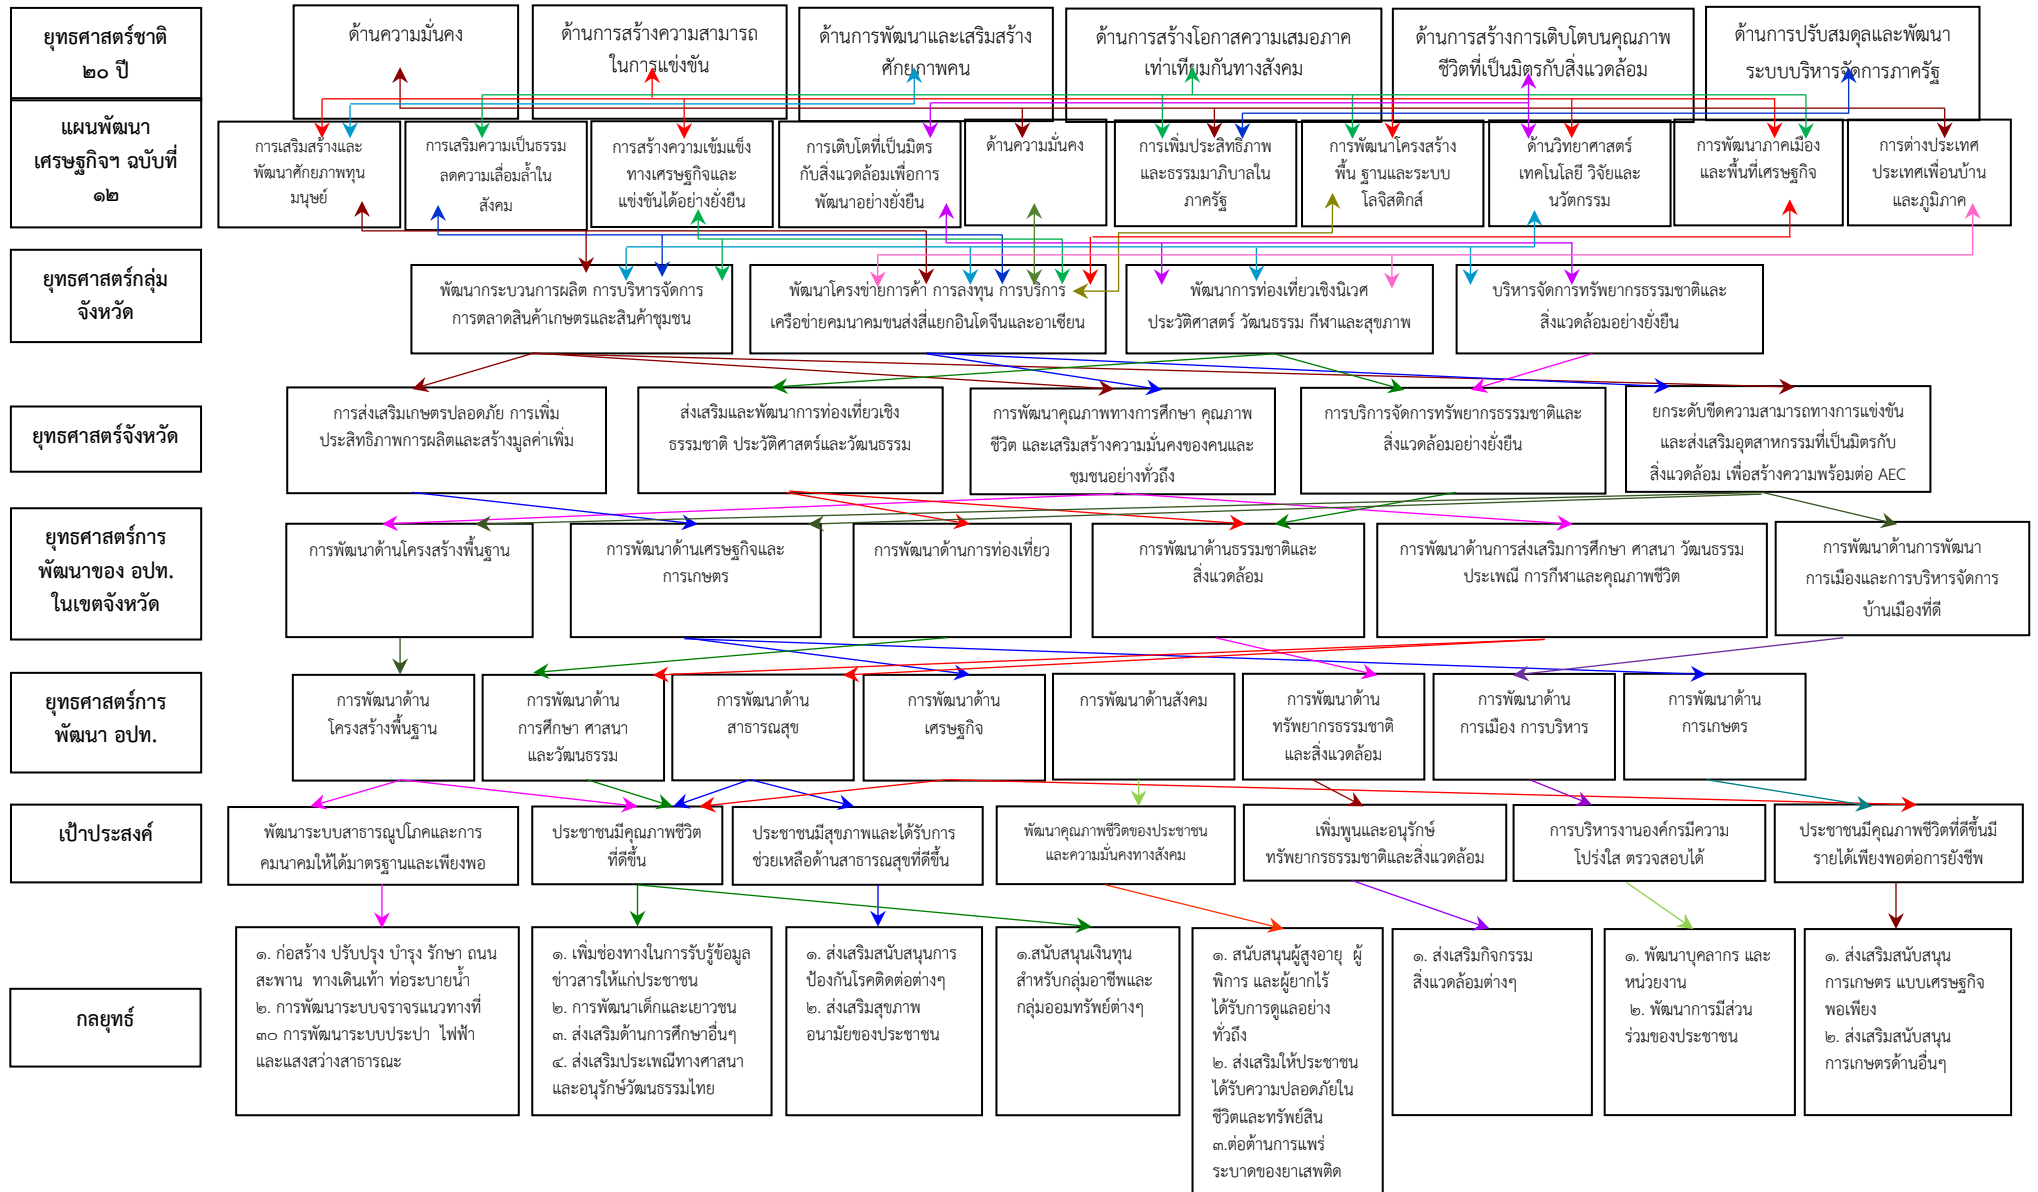 ยุทธศาสตร์ชาติ
๒๐ ปี
ด้านความมั่นคง
ด้านการสร้างความสามารถ
ในการแข่งขัน
ด้านการพัฒนาและเสริมสร้าง
ศักยภาพคน
ด้านการสร้างโอกาสความเสมอภาค
เท่าเทียมกันทางสังคม
ด้านการสร้างการเติบโตบนคุณภาพ
ชีวิตที่เป็นมิตรกับสิ่งแวดล้อม
ด้านการปรับสมดุลและพัฒนา
ระบบบริหารจัดการภาครัฐ
แผนพัฒนา
เศรษฐกิจฯ ฉบับที่
๑๒
การเสริมสร้างและ
พัฒนาศักยภาพทุน
มนุษย์
การเสริมความเป็นธรรม
ลดความเลื่อมล้ำใน
สังคม
การสร้างความเข้มแข็ง
ทางเศรษฐกิจและ
แข่งขันได้อย่างยั่งยืน
การเติบโตที่เป็นมิตร
กับสิ่งแวดล้อมเพื่อการ
พัฒนาอย่างยั่งยืน
ด้านความมั่นคง
การเพิ่มประสิทธิภาพ
และธรรมมาภิบาลใน
ภาครัฐ
การพัฒนาโครงสร้าง
พื้น ฐานและระบบ
โลจิสติกส์
ด้านวิทยาศาสตร์
เทคโนโลยี วิจัยและ
นวัตกรรม
การพัฒนาภาคเมือง
และพื้นที่เศรษฐกิจ
การต่างประเทศ
ประเทศเพื่อนบ้าน
และภูมิภาค
ยุทธศาสตร์กลุ่ม
จังหวัด
พัฒนากระบวนการผลิต การบริหารจัดการ
การตลาดสินค้าเกษตรและสินค้าชุมชน
พัฒนาโครงข่ายการค้า การลงทุน การบริการ
เครือข่ายคมนาคมขนส่งสี่แยกอินโดจีนและอาเซียน
พัฒนาการท่องเที่ยวเชิงนิเวศ
ประวัติศาสตร์ วัฒนธรรม กีฬาและสุขภาพ
บริหารจัดการทรัพยากรธรรมชาติและ
สิ่งแวดล้อมอย่างยั่งยืน
ยุทธศาสตร์จังหวัด
การส่งเสริมเกษตรปลอดภัย การเพิ่ม
ประสิทธิภาพการผลิตและสร้างมูลค่าเพิ่ม
ส่งเสริมและพัฒนาการท่องเที่ยวเชิง
ธรรมชาติ ประวัติศาสตร์และวัฒนธรรม
การพัฒนาคุณภาพทางการศึกษา คุณภาพ
ชีวิต และเสริมสร้างความมั่นคงของคนและ
ชุมชนอย่างทั่วถึง
การบริการจัดการทรัพยากรธรรมชาติและ
สิ่งแวดล้อมอย่างยั่งยืน
ยกระดับขีดความสามารถทางการแข่งขัน
และส่งเสริมอุตสาหกรรมที่เป็นมิตรกับ
สิ่งแวดล้อม เพื่อสร้างความพร้อมต่อ AEC
ยุทธศาสตร์การ
พัฒนาของ อปท.
ในเขตจังหวัด
การพัฒนาด้านโครงสร้างพื้นฐาน
การพัฒนาด้านเศรษฐกิจและ
การเกษตร
การพัฒนาด้านการท่องเที่ยว
การพัฒนาด้านธรรมชาติและ
สิ่งแวดล้อม
การพัฒนาด้านการส่งเสริมการศึกษา ศาสนา วัฒนธรรม
ประเพณี การกีฬาและคุณภาพชีวิต
การพัฒนาด้านการพัฒนา
การเมืองและการบริหารจัดการ
บ้านเมืองที่ดี
ยุทธศาสตร์การ
พัฒนา อปท.
การพัฒนาด้าน
โครงสร้างพื้นฐาน
การพัฒนาด้าน
การศึกษา ศาสนา
และวัฒนธรรม
การพัฒนาด้าน
สาธารณสุข
การพัฒนาด้าน
เศรษฐกิจ
การพัฒนาด้านสังคม
การพัฒนาด้าน
ทรัพยากรธรรมชาติ
และสิ่งแวดล้อม
การพัฒนาด้าน
การเมือง การบริหาร
การพัฒนาด้าน
การเกษตร
เป้าประสงค์
พัฒนาระบบสาธารณูปโภคและการ
คมนาคมให้ได้มาตรฐานและเพียงพอ
ประชาชนมีคุณภาพชีวิต
ที่ดีขึ้น
ประชาชนมีสุขภาพและได้รับการ
ช่วยเหลือด้านสาธารณสุขที่ดีขึ้น
พัฒนาคุณภาพชีวิตของประชาชน
และความมั่นคงทางสังคม
เพิ่มพูนและอนุรักษ์
ทรัพยากรธรรมชาติและสิ่งแวดล้อม
การบริหารงานองค์กรมีความ
โปร่งใส ตรวจสอบได้
ประชาชนมีคุณภาพชีวิตที่ดีขึ้นมี
รายได้เพียงพอต่อการยังชีพ
กลยุทธ์
๑. ก่อสร้าง ปรับปรุง บำรุง รักษา ถนน
สะพาน ทางเดินเท้า ท่อระบายน้ำ
๒. การพัฒนาระบบจราจรแนวทางที่
๓๐ การพัฒนาระบบประปา ไฟฟ้า
และแสงสว่างสาธารณะ
๑. เพิ่มช่องทางในการรับรู้ข้อมูล
ข่าวสารให้แก่ประชาชน
๒. การพัฒนาเด็กและเยาวชน
๓. ส่งเสริมด้านการศึกษาอื่นๆ
๔. ส่งเสริมประเพณีทางศาสนา
และอนุรักษ์วัฒนธรรมไทย
๑. ส่งเสริมสนับสนุนการ
ป้องกันโรคติดต่อต่างๆ
๒. ส่งเสริมสุขภาพ
อนามัยของประชาชน
๑.สนับสนุนเงินทุน
สำหรับกลุ่มอาชีพและ
กลุ่มออมทรัพย์ต่างๆ
๑. สนับสนุนผู้สูงอายุ ผู้
พิการ และผู้ยากไร้
ได้รับการดูแลอย่าง
ทั่วถึง
๒. ส่งเสริมให้ประชาชน
ได้รับความปลอดภัยใน
ชีวิตและทรัพย์สิน
๓.ต่อต้านการแพร่
ระบาดของยาเสพติด
๑. ส่งเสริมกิจกรรม
สิ่งแวดล้อมต่างๆ
๑. พัฒนาบุคลากร และ
หน่วยงาน
๒. พัฒนาการมีส่วน
ร่วมของประชาชน
๑. ส่งเสริมสนับสนุน
การเกษตร แบบเศรษฐกิจ
พอเพียง
๒. ส่งเสริมสนับสนุน
การเกษตรด้านอื่นๆ